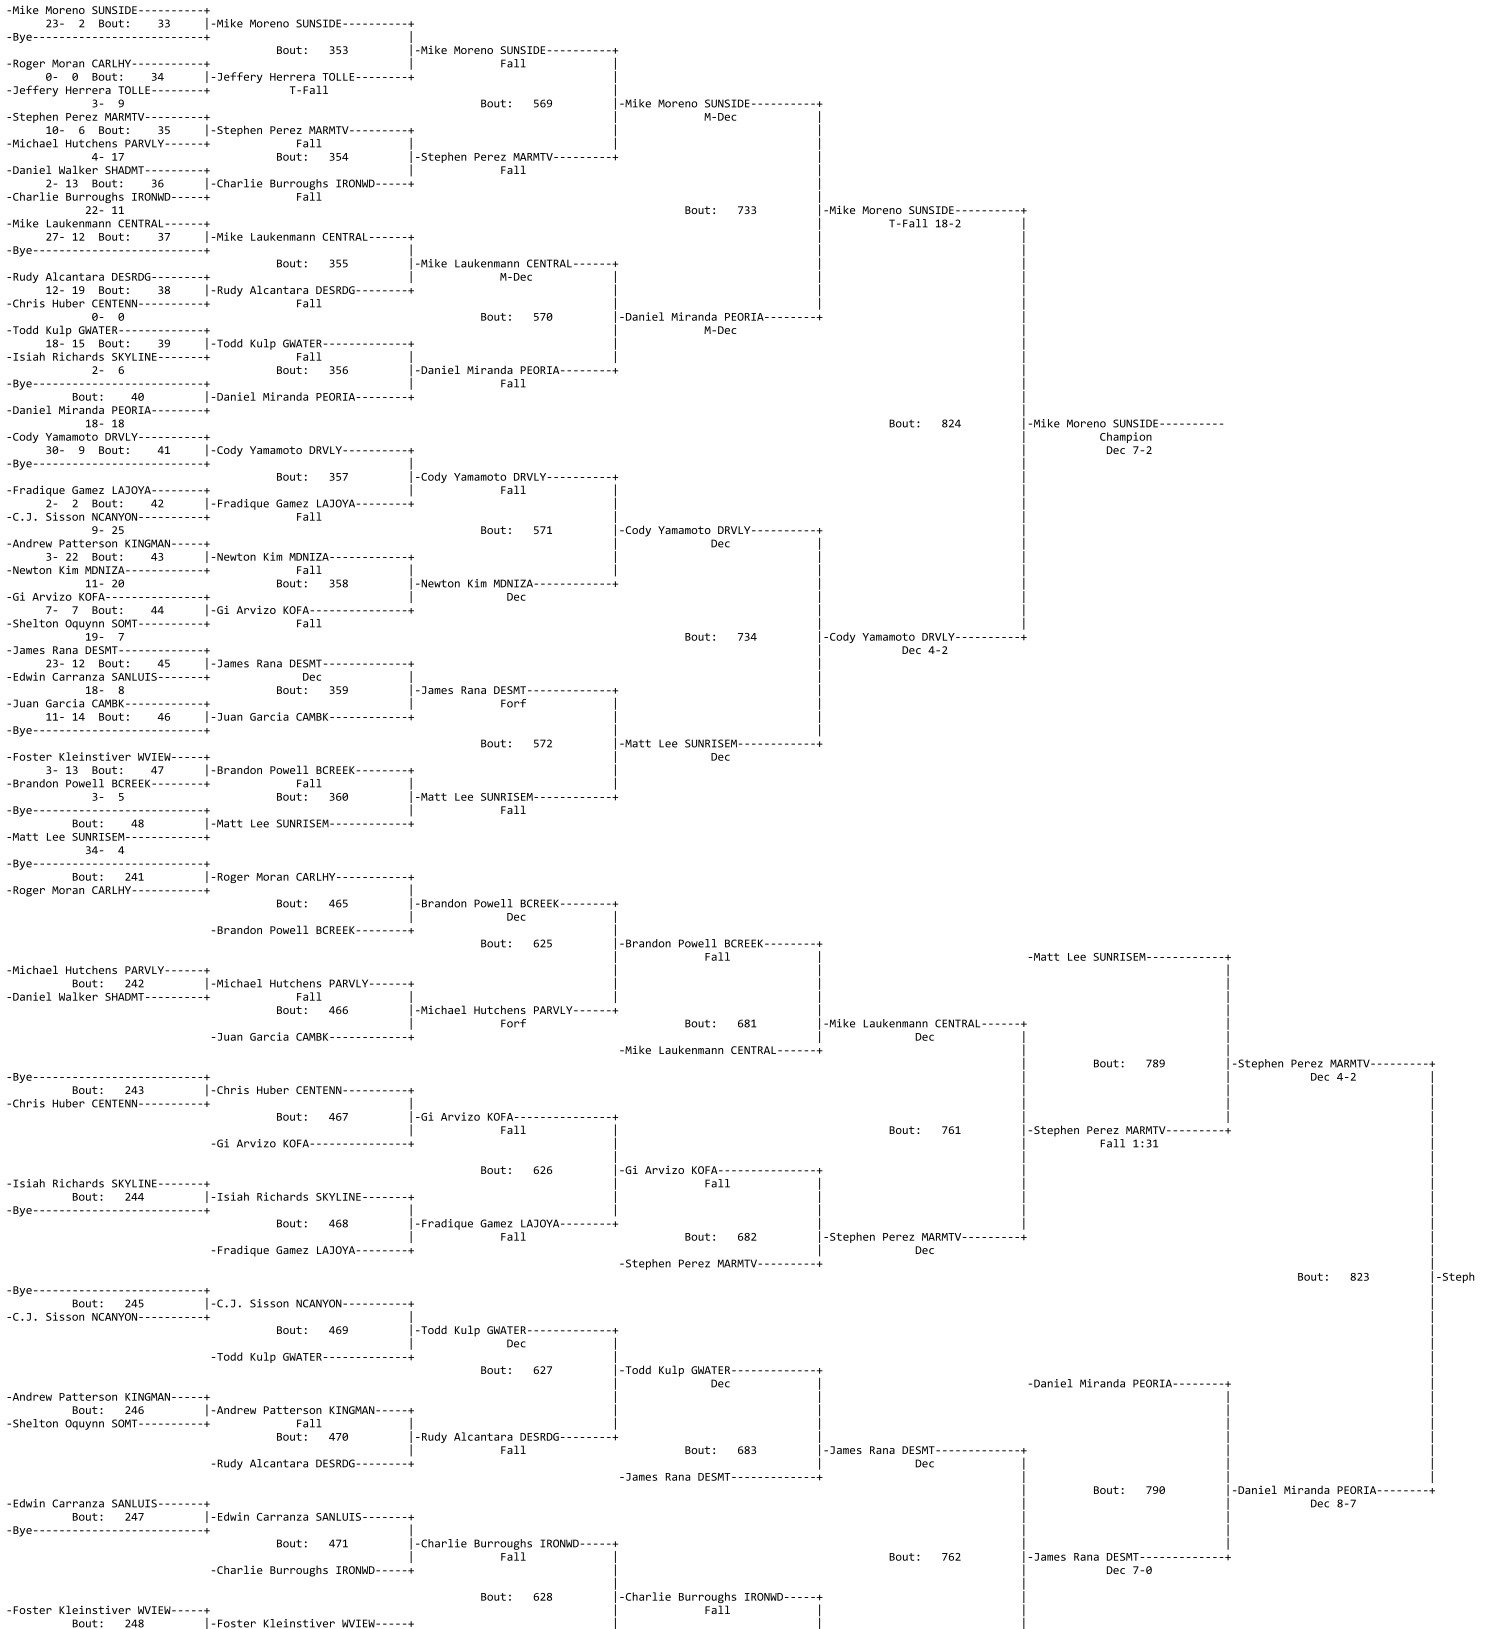 -Mike Moreno SUNSIDE----------+
23- 2 Bout: 33 |-Mike Moreno SUNSIDE----------+
-Bye--------------------------+ |
Bout: 353 |-Mike Moreno SUNSIDE----------+
-Roger Moran CARLHY-----------+ | Fall |
0- 0 Bout: 34 |-Jeffery Herrera TOLLE--------+ |
-Jeffery Herrera TOLLE--------+ T-Fall |
3- 9 Bout: 569 |-Mike Moreno SUNSIDE----------+
-Stephen Perez MARMTV---------+ | M-Dec |
10- 6 Bout: 35 |-Stephen Perez MARMTV---------+ | |
-Michael Hutchens PARVLY------+ Fall | | |
4- 17 Bout: 354 |-Stephen Perez MARMTV---------+ |
-Daniel Walker SHADMT---------+ | Fall |
2- 13 Bout: 36 |-Charlie Burroughs IRONWD-----+ |
-Charlie Burroughs IRONWD-----+ Fall |
22- 11 Bout: 733 |-Mike Moreno SUNSIDE----------+
-Mike Laukenmann CENTRAL------+ | T-Fall 18-2 |
27- 12 Bout: 37 |-Mike Laukenmann CENTRAL------+ | |
-Bye--------------------------+ | | |
Bout: 355 |-Mike Laukenmann CENTRAL------+ | |
-Rudy Alcantara DESRDG--------+ | M-Dec | | |
12- 19 Bout: 38 |-Rudy Alcantara DESRDG--------+ | | |
-Chris Huber CENTENN----------+ Fall | | |
0- 0 Bout: 570 |-Daniel Miranda PEORIA--------+ |
-Todd Kulp GWATER-------------+ | M-Dec |
18- 15 Bout: 39 |-Todd Kulp GWATER-------------+ | |
-Isiah Richards SKYLINE-------+ Fall | | |
2- 6 Bout: 356 |-Daniel Miranda PEORIA--------+ |
-Bye--------------------------+ | Fall |
Bout: 40 |-Daniel Miranda PEORIA--------+ |
-Daniel Miranda PEORIA--------+ |
18- 18 Bout: 824 |-Mike Moreno SUNSIDE----------
-Cody Yamamoto DRVLY----------+ | Champion
30- 9 Bout: 41 |-Cody Yamamoto DRVLY----------+ | Dec 7-2
-Bye--------------------------+ | |
Bout: 357 |-Cody Yamamoto DRVLY----------+ |
-Fradique Gamez LAJOYA--------+ | Fall | |
2- 2 Bout: 42 |-Fradique Gamez LAJOYA--------+ | |
-C.J. Sisson NCANYON----------+ Fall | |
9- 25 Bout: 571 |-Cody Yamamoto DRVLY----------+ |
-Andrew Patterson KINGMAN-----+ | Dec | |
3- 22 Bout: 43 |-Newton Kim MDNIZA------------+ | | |
-Newton Kim MDNIZA------------+ Fall | | | |
11- 20 Bout: 358 |-Newton Kim MDNIZA------------+ | |
-Gi Arvizo KOFA---------------+ | Dec | |
7- 7 Bout: 44 |-Gi Arvizo KOFA---------------+ | |
-Shelton Oquynn SOMT----------+ Fall | |
19- 7 Bout: 734 |-Cody Yamamoto DRVLY----------+
-James Rana DESMT-------------+ | Dec 4-2
23- 12 Bout: 45 |-James Rana DESMT-------------+ |
-Edwin Carranza SANLUIS-------+ Dec | |
18- 8 Bout: 359 |-James Rana DESMT-------------+ |
-Juan Garcia CAMBK------------+ | Forf | |
11- 14 Bout: 46 |-Juan Garcia CAMBK------------+ | |
-Bye--------------------------+ | |
Bout: 572 |-Matt Lee SUNRISEM------------+
-Foster Kleinstiver WVIEW-----+ | Dec
3- 13 Bout: 47 |-Brandon Powell BCREEK--------+ |
-Brandon Powell BCREEK--------+ Fall | |
3- 5 Bout: 360 |-Matt Lee SUNRISEM------------+
-Bye--------------------------+ | Fall
Bout: 48 |-Matt Lee SUNRISEM------------+
-Matt Lee SUNRISEM------------+
34- 4
-Bye--------------------------+
Bout: 241 |-Roger Moran CARLHY-----------+
-Roger Moran CARLHY-----------+ |
Bout: 465 |-Brandon Powell BCREEK--------+
| Dec |
-Brandon Powell BCREEK--------+ |
Bout: 625 |-Brandon Powell BCREEK--------+
| Fall | -Matt Lee SUNRISEM------------+
-Michael Hutchens PARVLY------+ | | |
Bout: 242 |-Michael Hutchens PARVLY------+ | | |
-Daniel Walker SHADMT---------+ Fall | | | |
Bout: 466 |-Michael Hutchens PARVLY------+ | |
| Forf Bout: 681 |-Mike Laukenmann CENTRAL------+ |
-Juan Garcia CAMBK------------+ | Dec | |
-Mike Laukenmann CENTRAL------+ | |
Bout: 789 |-Stephen Perez MARMTV---------+
-Bye--------------------------+ | | Dec 4-2 |
Bout: 243 |-Chris Huber CENTENN----------+ | | |
-Chris Huber CENTENN----------+ | | | |
Bout: 467 |-Gi Arvizo KOFA---------------+ | | |
| Fall | Bout: 761 |-Stephen Perez MARMTV---------+ |
-Gi Arvizo KOFA---------------+ | | Fall 1:31 |
Bout: 626 |-Gi Arvizo KOFA---------------+ | |
-Isiah Richards SKYLINE-------+ | Fall | | |
Bout: 244 |-Isiah Richards SKYLINE-------+ | | | |
-Bye--------------------------+ | | | | |
Bout: 468 |-Fradique Gamez LAJOYA--------+ | | |
| Fall Bout: 682 |-Stephen Perez MARMTV---------+ |
-Fradique Gamez LAJOYA--------+ | Dec |
-Stephen Perez MARMTV---------+ |
Bout: 823 |-Steph
-Bye--------------------------+ |
Bout: 245 |-C.J. Sisson NCANYON----------+ |
-C.J. Sisson NCANYON----------+ | |
Bout: 469 |-Todd Kulp GWATER-------------+ |
| Dec | |
-Todd Kulp GWATER-------------+ | |
Bout: 627 |-Todd Kulp GWATER-------------+ |
| Dec | -Daniel Miranda PEORIA--------+ |
-Andrew Patterson KINGMAN-----+ | | | |
Bout: 246 |-Andrew Patterson KINGMAN-----+ | | | |
-Shelton Oquynn SOMT----------+ Fall | | | | |
Bout: 470 |-Rudy Alcantara DESRDG--------+ | | |
| Fall Bout: 683 |-James Rana DESMT-------------+ | |
-Rudy Alcantara DESRDG--------+ | Dec | | |
-James Rana DESMT-------------+ | | |
Bout: 790 |-Daniel Miranda PEORIA--------+
-Edwin Carranza SANLUIS-------+ | | Dec 8-7
Bout: 247 |-Edwin Carranza SANLUIS-------+ | |
-Bye--------------------------+ | | |
Bout: 471 |-Charlie Burroughs IRONWD-----+ | |
| Fall | Bout: 762 |-James Rana DESMT-------------+
-Charlie Burroughs IRONWD-----+ | | Dec 7-0
Bout: 628 |-Charlie Burroughs IRONWD-----+ |
-Foster Kleinstiver WVIEW-----+ | Fall | |
Bout: 248 |-Foster Kleinstiver WVIEW-----+ | | |